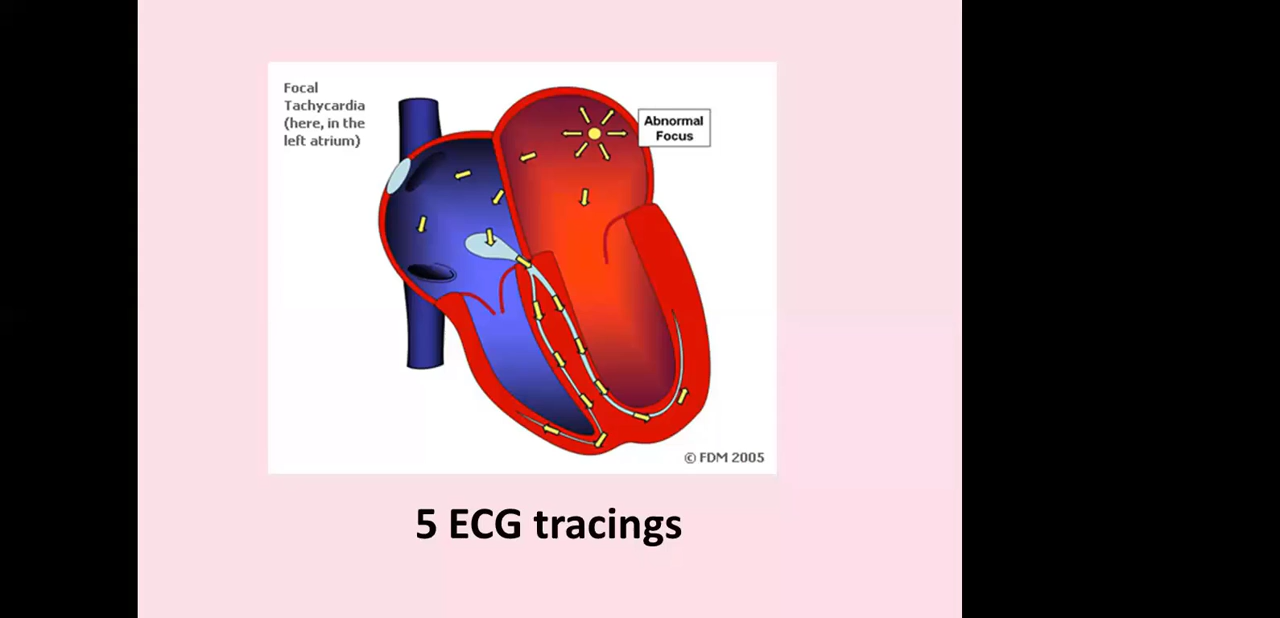 Focal
Tachycardia
(here, in the
left atrium)
Abnormal
Focus
© FDM 2005
5 ECG tracings